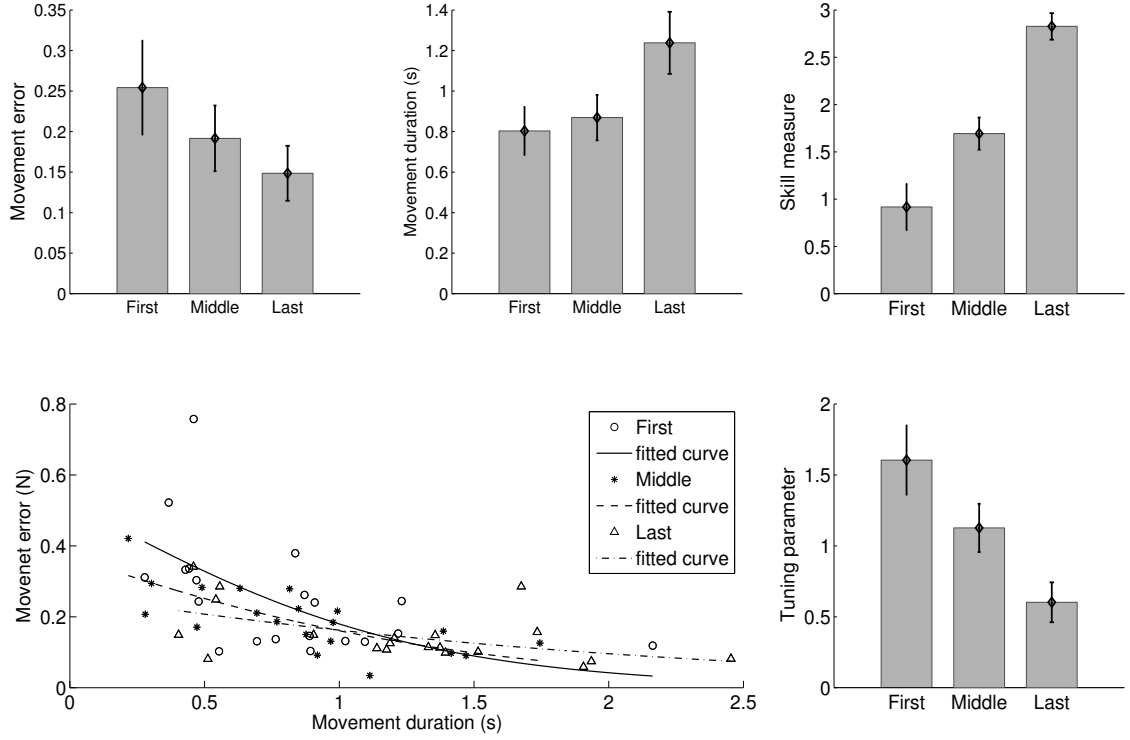 0.35
0.3
0.25
0.2
0.15
0.1
0.05
0
Movement error
First Middle Last
1.4
1.2
1
0.8
0.6
0.4
0.2
0
Movement duration (s)
First Middle Last
3
2.5
2
1.5
1
0.5
0
Skill measure
First Middle Last
0.8
0.6
0.4
0.2
0
Movenet error (N)
0 0.5 1 1.5 2 2.5
Movement duration (s)
First
fitted curve
Middle
fitted curve
Last
fitted curve
2
1.5
1
0.5
0
Tuning parameter
First Middle Last